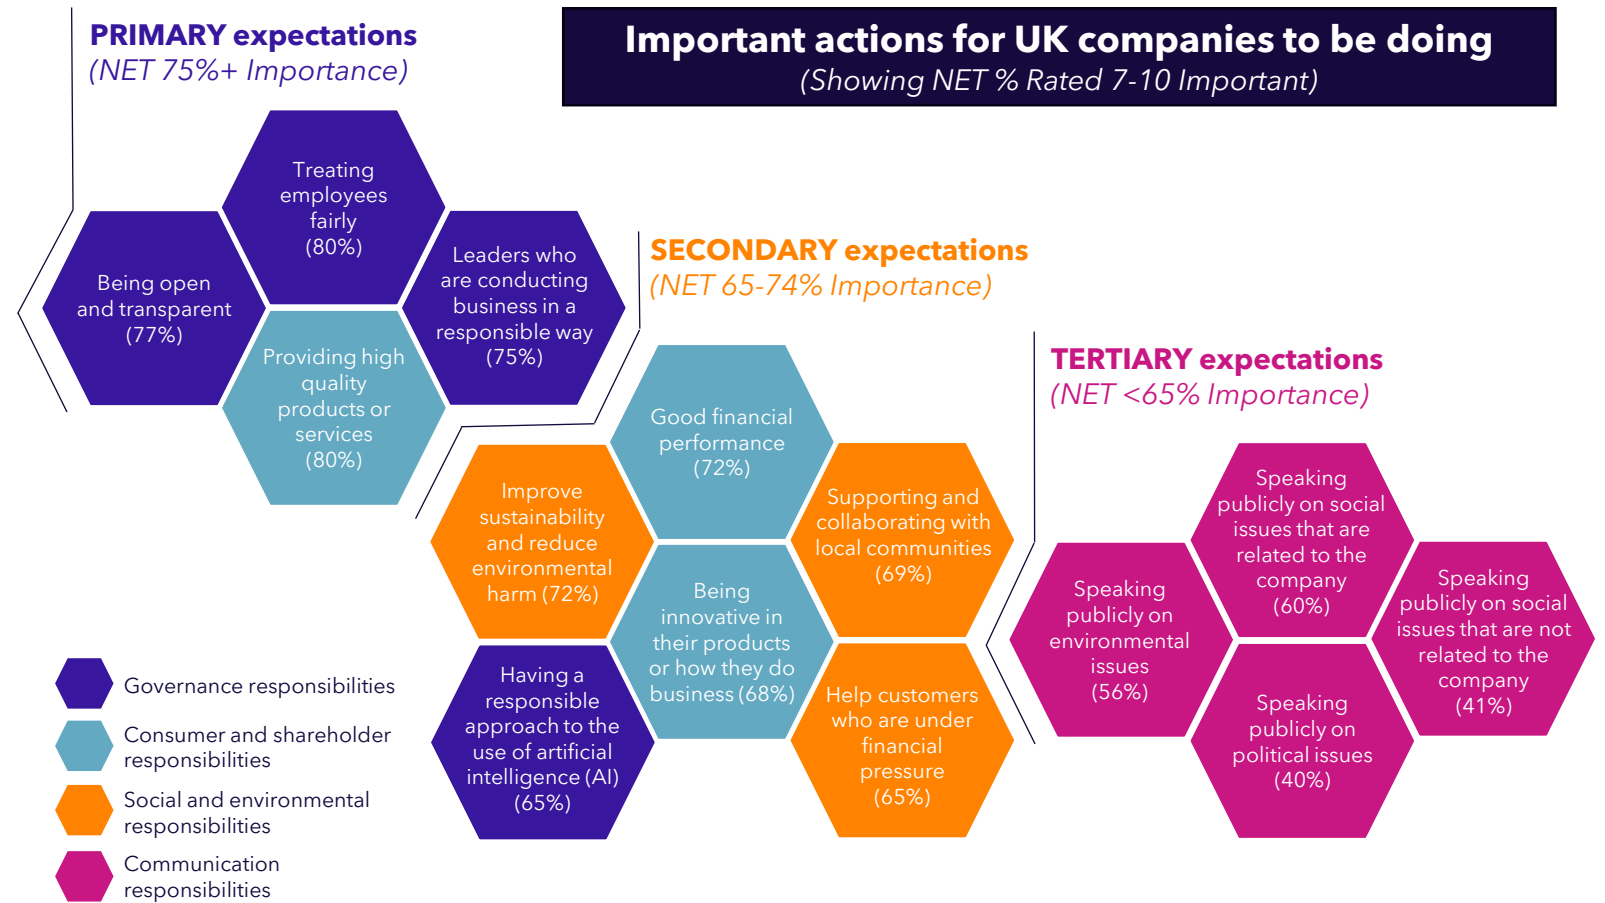 PRIMARY expectations
(NET 75%+ Importance)
Important actions for UK companies to be doing
(Showing NET % Rated 7-10 Important)
Treating
employees
fairly
(80%)
Being open
and transparent
(77%)
Leaders who
are conducting
business in a
responsible way
(75%)
Providing high
quality
products or
services
(80%)
SECONDARY expectations
(NET 65-74% Importance)
Good financial
performance
(72%)
Improve
sustainability
and reduce
environmental
harm (72%)
Supporting and
collaborating with
local communities
(69%)
Being
innovative in
their products
or how they do
business (68%)
Having a
responsible
approach to the
use of artificial
intelligence (AI)
(65%)
Help customers
who are under
financial
pressure
(65%)
TERTIARY expectations
(NET <65% Importance)
Speaking
publicly on social
issues that are
related to the
company
(60%)
Speaking
publicly on
environmental
issues
(56%)
Speaking
publicly on social
issues that are not
related to the
company
(41%)
Speaking
publicly on
political issues
(40%)
Governance responsibilities
Consumer and shareholder
responsibilities
Social and environmental
responsibilities
Communication
responsibilities